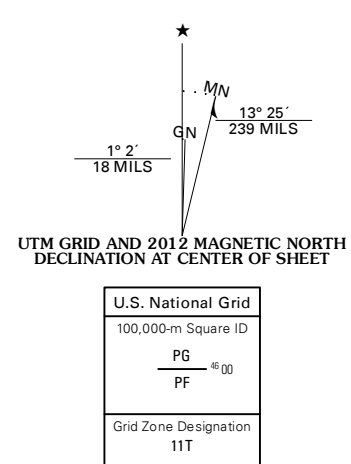 ★
MN
GN
13° 25´
239 MILS
1° 2´
18 MILS
UTM GRID AND 2012 MAGNETIC NORTH
DECLINATION AT CENTER OF SHEET
U.S. National Grid
100,000-m Square ID
PG
46 00
PF
Grid Zone Designation
11T